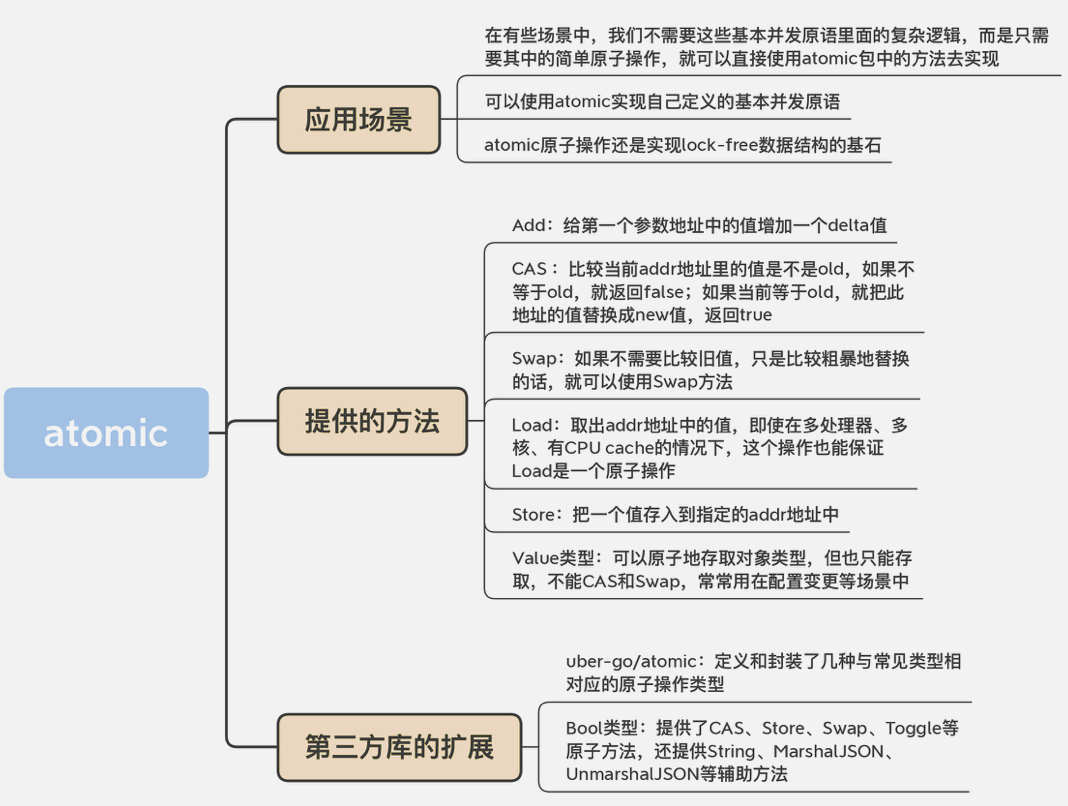 在有些场景中，我们不需要这些基本并发原语里面的复杂逻辑，而是只需
要其中的简单原子操作，就可以直接使用atomic包中的方法去实现
应用场景
可以使用atomic实现自己定义的基本并发原语
atomic原子操作还是实现lock-free数据结构的基石
Add：给第一个参数地址中的值增加一个delta值
CAS：比较当前addr地址里的值是不是old，如果不
等于old，就返回false；如果当前等于old，就把此
地址的值替换成new值，返回true
Swap：如果不需要比较旧值，只是比较粗暴地替换
的话，就可以使用Swap方法
atomic
提供的方法
Load：取出addr地址中的值，即使在多处理器、多
核、有CPU cache的情况下，这个操作也能保证
Load是一个原子操作
Store：把一个值存入到指定的addr地址中
Value类型：可以原子地存取对象类型，但也只能存
取，不能CAS和Swap，常常用在配置变更等场景中
uber-go/atomic：定义和封装了几种与常见类型相
对应的原子操作类型
第三方库的扩展
Bool类型：提供了CAS、Store、Swap、Toggle等
原子方法，还提供String、MarshalJSON、
UnmarshalJSON等辅助方法